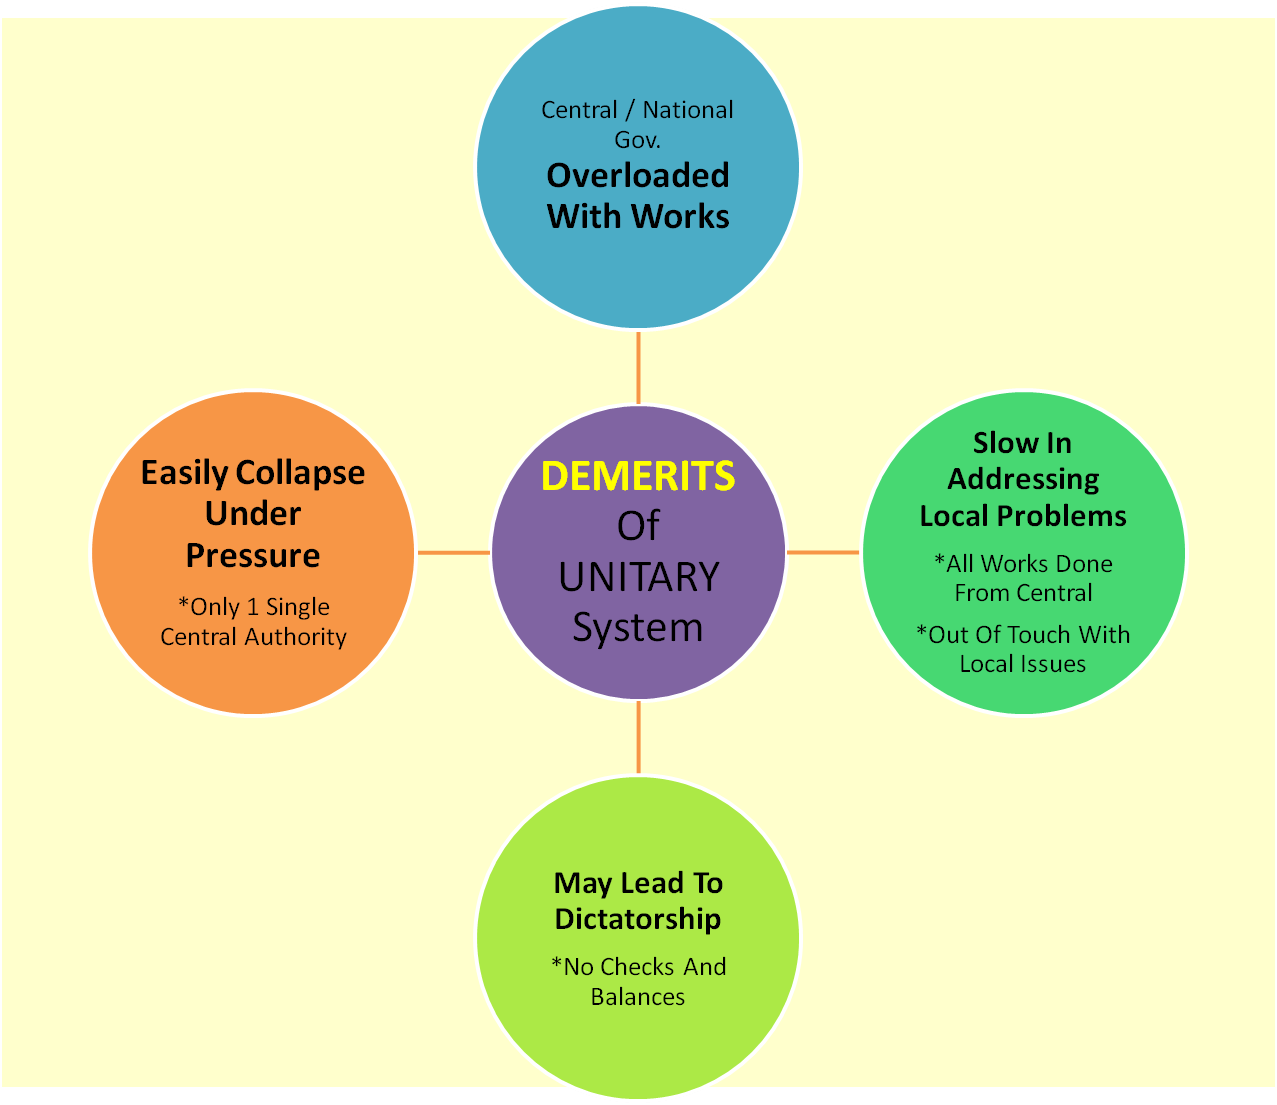 Central / National
Gov.
Overloaded
With Works
Easily Collapse
Under
Pressure
*Only 1 Single
Central Authority
DEMERITS
Of
UNITARY
System
Slow In
Addressing
Local Problems
*All Works Done
From Central
*Out Of Touch With
Local Issues
May Lead To
Dictatorship
*No Checks And
Balances